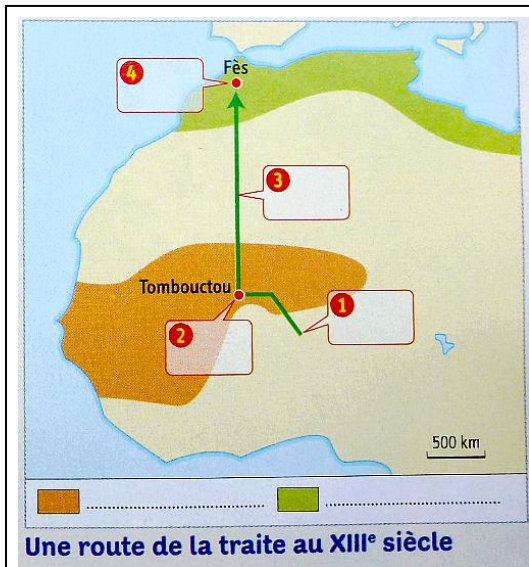 4
Fès
3
Tombouctou
1
2
500 km
Une route de la traite au XIIIe siècle